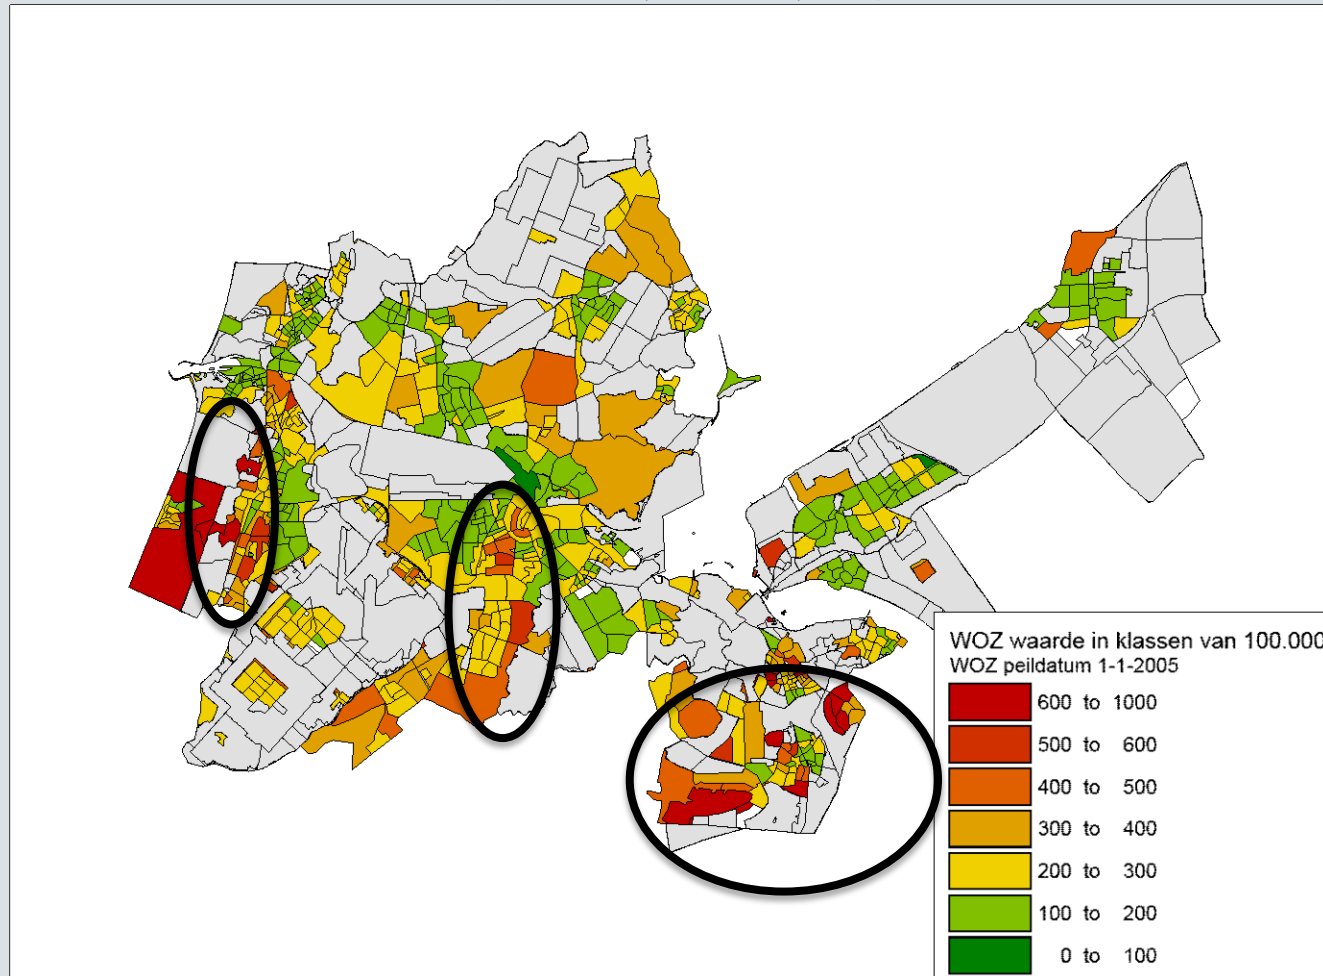 WOZ waarde in klassen van 100.000
WOZ peildatum 1-1-2005
600 to 1000
500 to 600
400 to 500
300 to 400
200 to 300
100 to 200
0 to 100